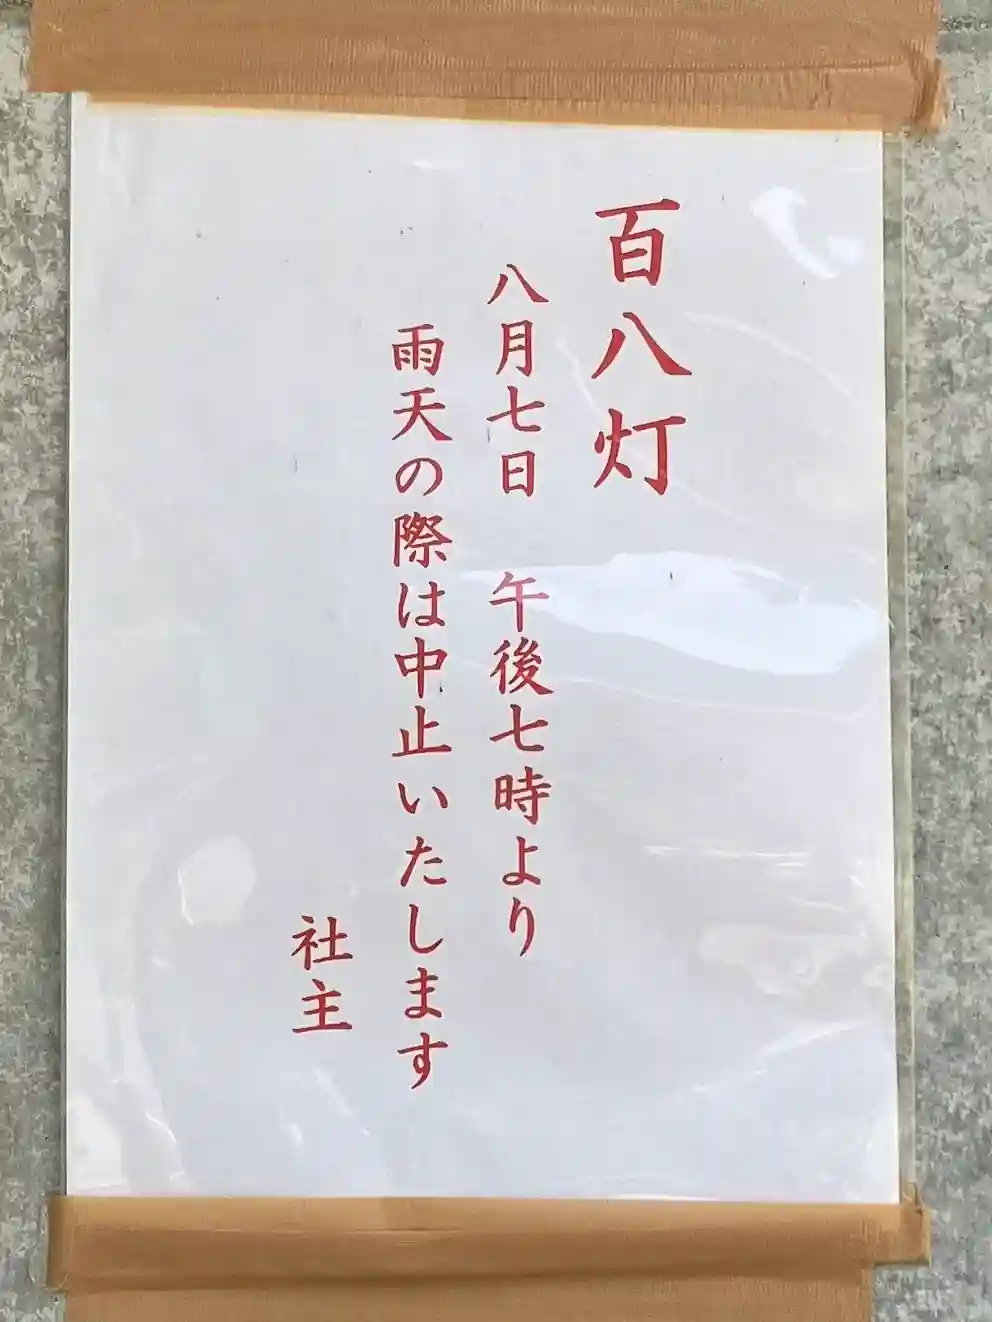 百八灯
八月七日　午後七時より
雨天の際は中止いたします
社主